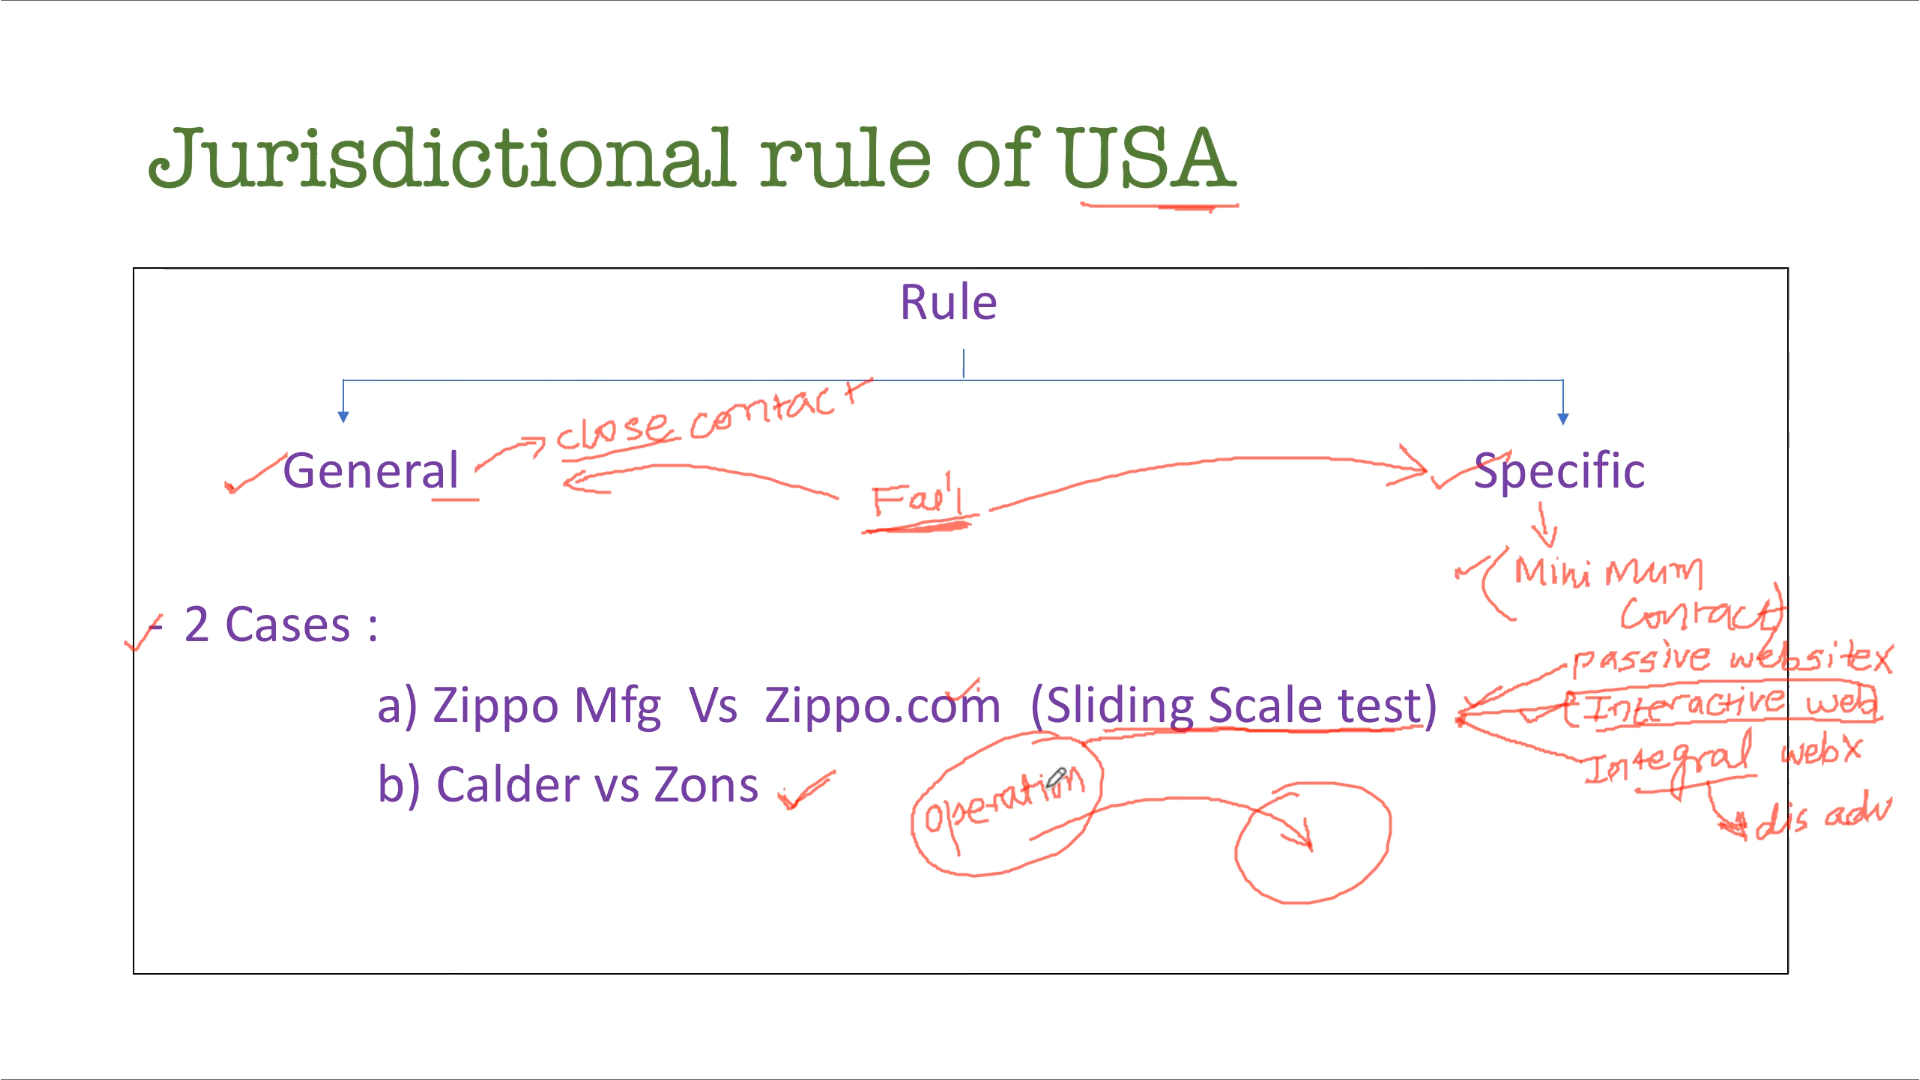 Jurisdictional rule of USA
Rule
close contact
General
Fail
Specific
Minimum
contact
- 2 Cases :
passive website x
a) Zippo Mfg Vs Zippo.com (Sliding Scale test)
Interactive web
Integral web x
b) Calder vs Zons
operation
dis adv